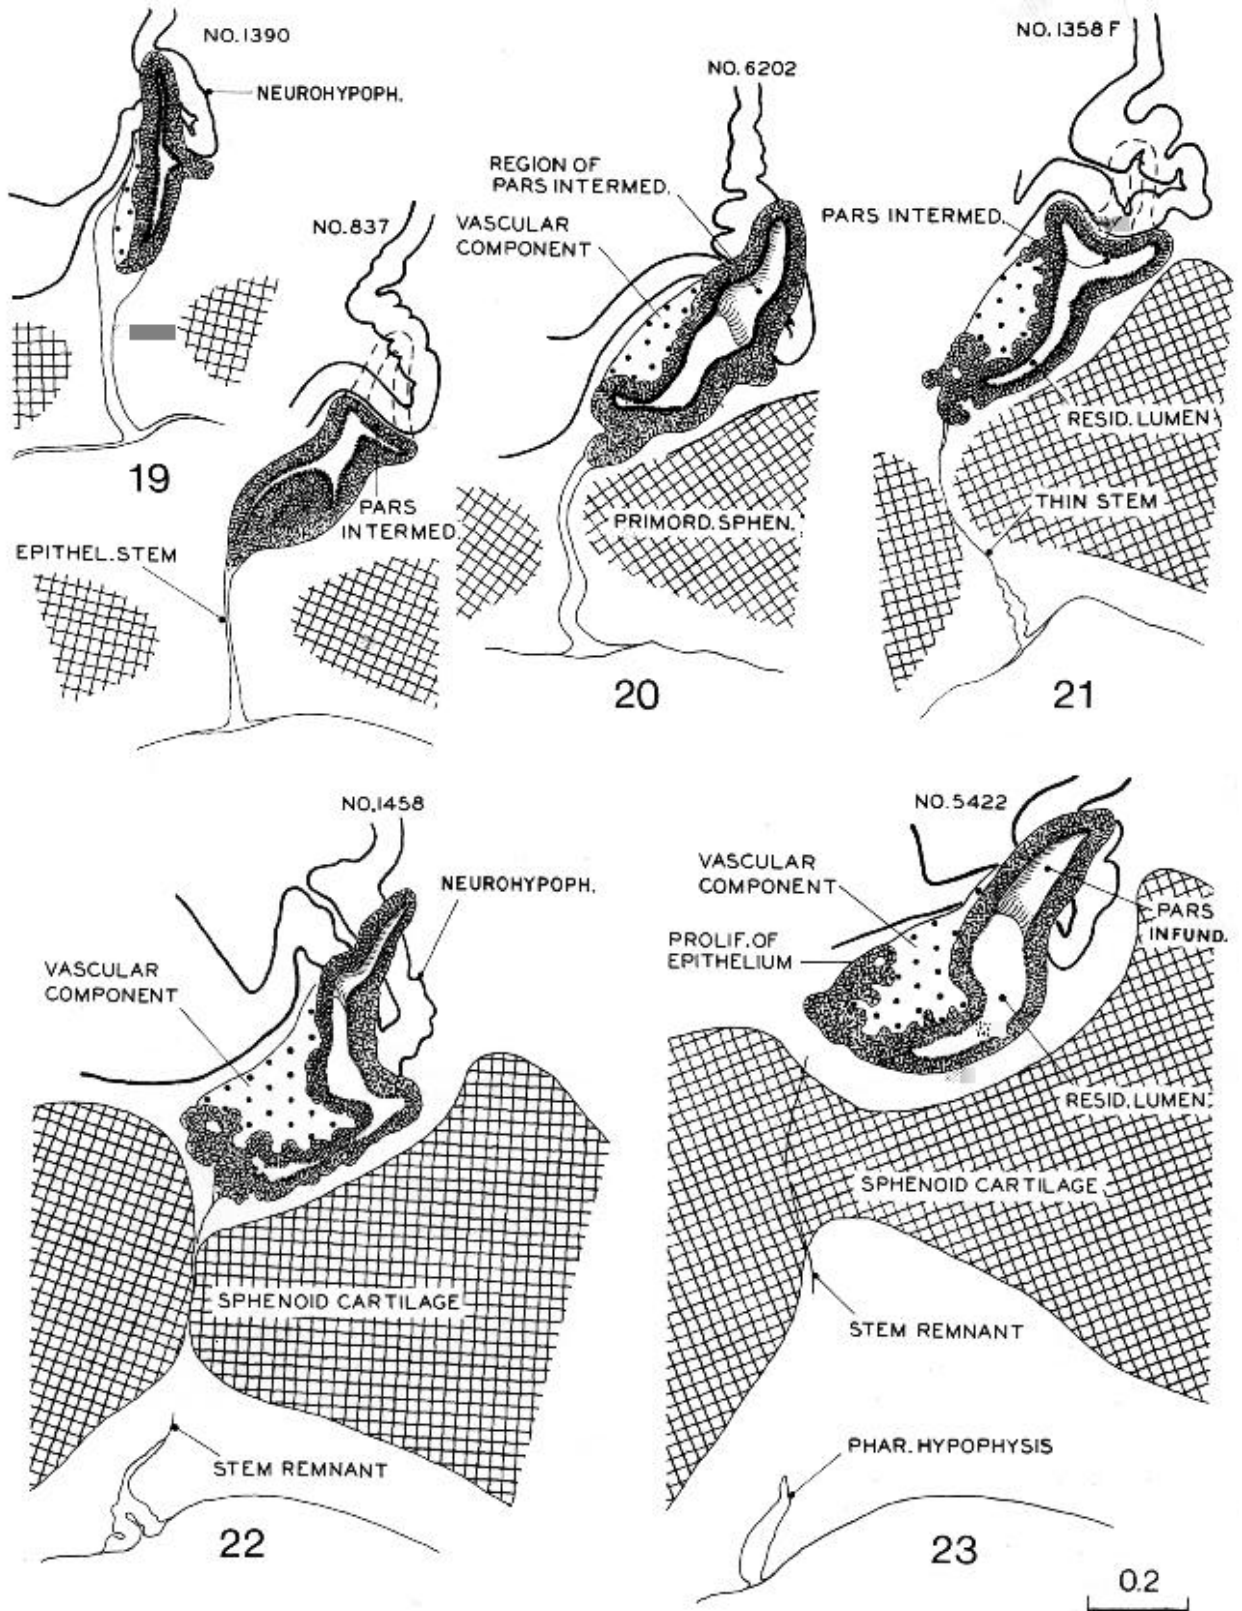 NO.1390
NEUROHYPOPH.
19
NO.837
PARS
INTERMED.
EPITHEL.STEM
NO.6202
REGION OF
PARS INTERMED.
VASCULAR
COMPONENT
PRIMORD.SPHEN.
20
NO.1358 F
PARS INTERMED.
RESID.LUMEN
THIN STEM
21
NO.1458
NEUROHYPOPH.
VASCULAR
COMPONENT
SPHENOID CARTILAGE
STEM REMNANT
22
NO.5422
VASCULAR
COMPONENT
PARS
INFUND.
PROLIF.OF
EPITHELIUM
RESID.LUMEN
SPHENOID CARTILAGE
STEM REMNANT
PHAR.HYPOPHYSIS
23
0.2